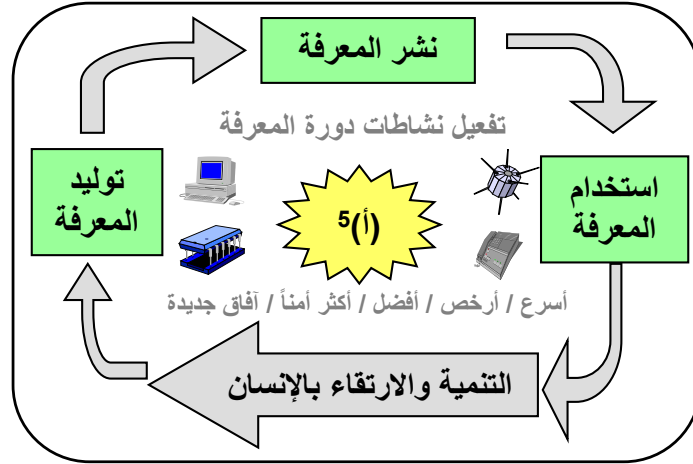 نشر المعرفة
تفعيل نشاطات دورة المعرفة
توليد
المعرفة
استخدام
المعرفة
(أ)5
أسرع / أرخص / أفضل / أكثر أمناً / آفاق جديدة
التنمية والارتقاء بالإنسان